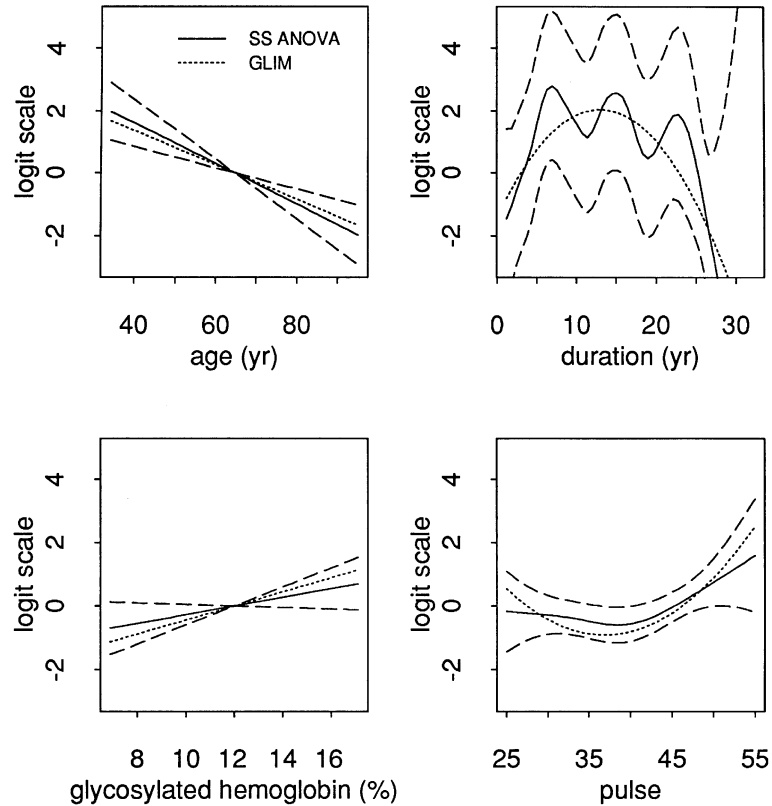 SS ANOVA
GLIM
logit scale
4
2
0
-2
40 60 80
age (yr)
logit scale
4
2
0
-2
0 10 20 30
duration (yr)
logit scale
4
2
0
-2
8 10 12 14 16
glycosylated hemoglobin (%)
logit scale
4
2
0
-2
25 35 45 55
pulse